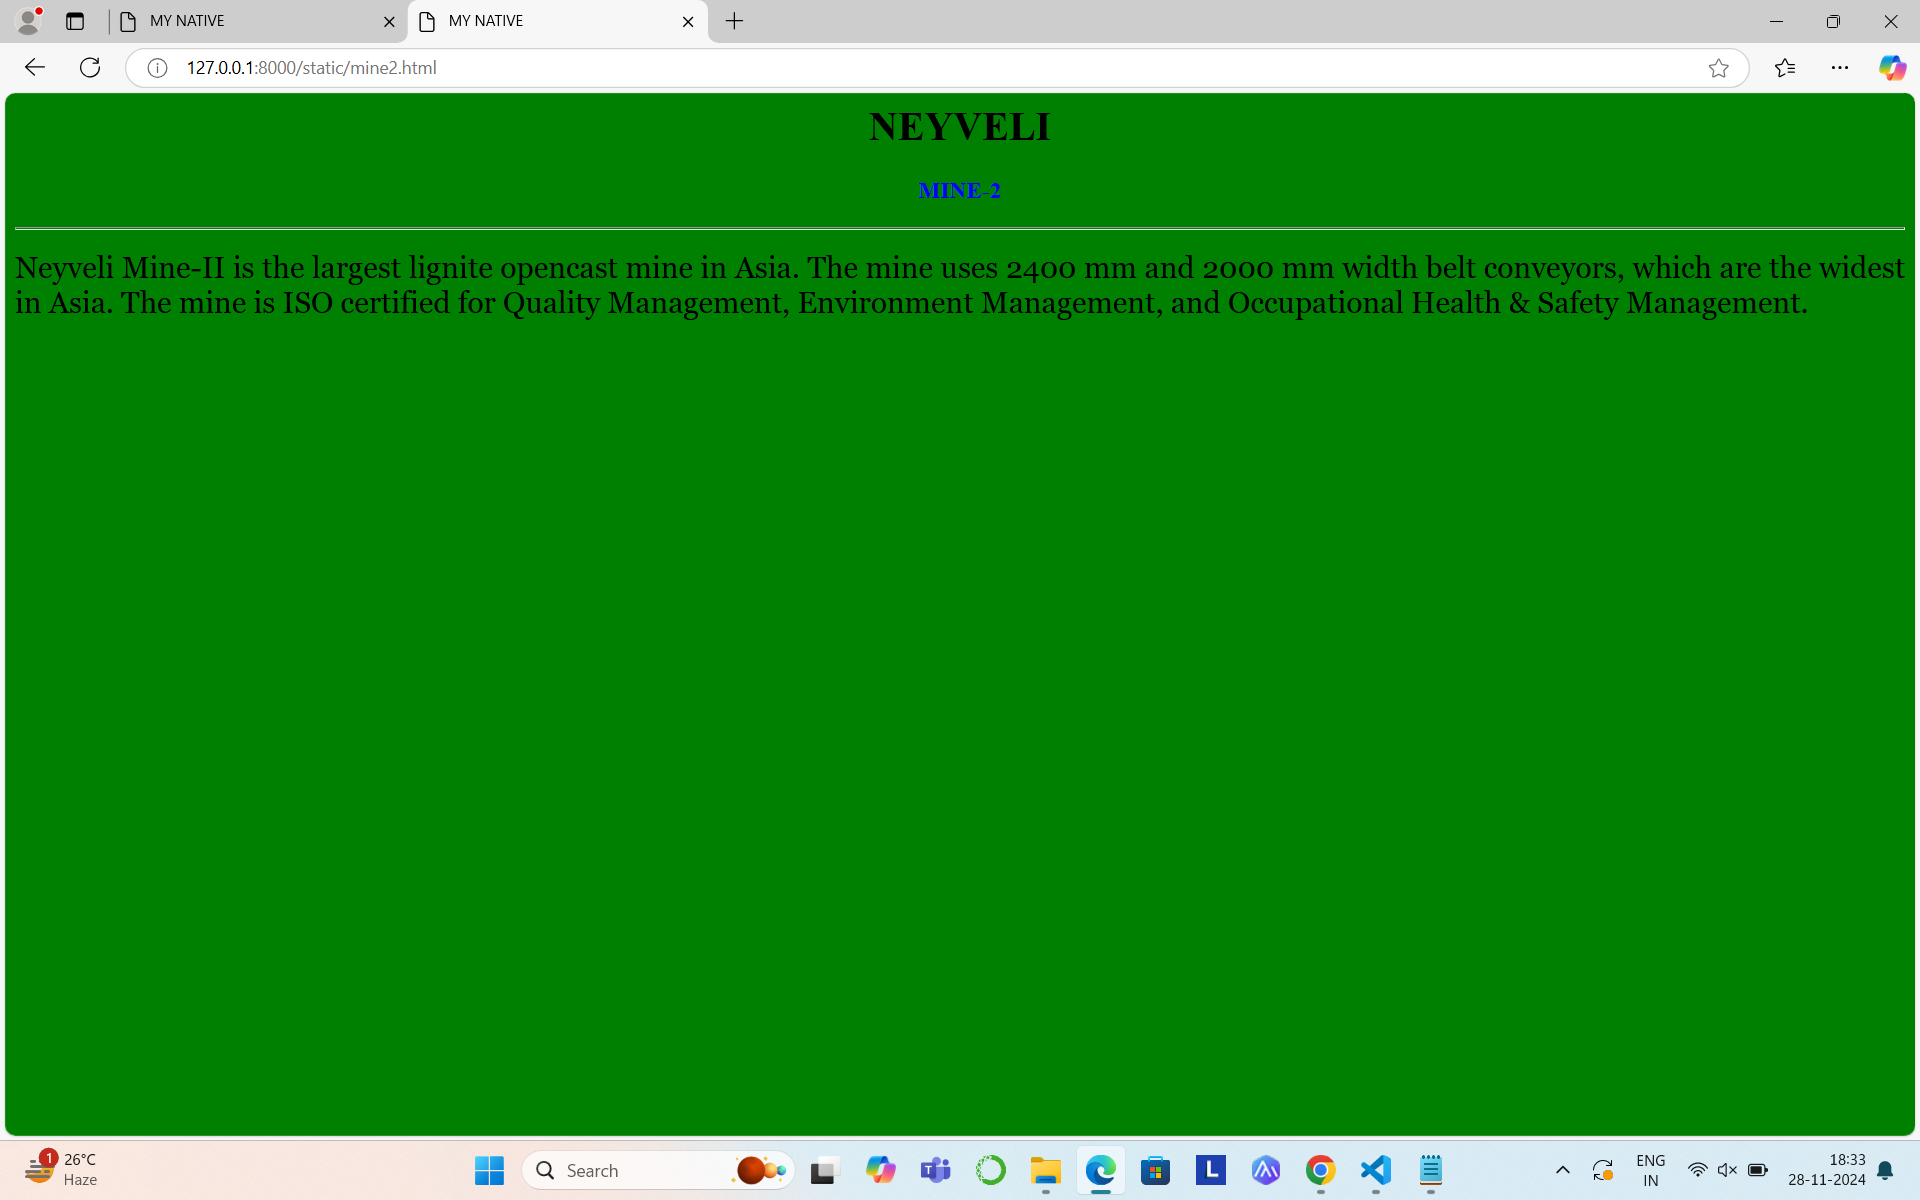 MY NATIVE
MY NATIVE
127.0.0.1:8000/static/mine2.html
NEYVELI
MINE-2
Neyveli Mine-II is the largest lignite opencast mine in Asia. The mine uses 2400 mm and 2000 mm width belt conveyors, which are the widest
in Asia. The mine is ISO certified for Quality Management, Environment Management, and Occupational Health & Safety Management.
1
26°C
Haze
Search
T
L
ENG
IN
18:33
28-11-2024